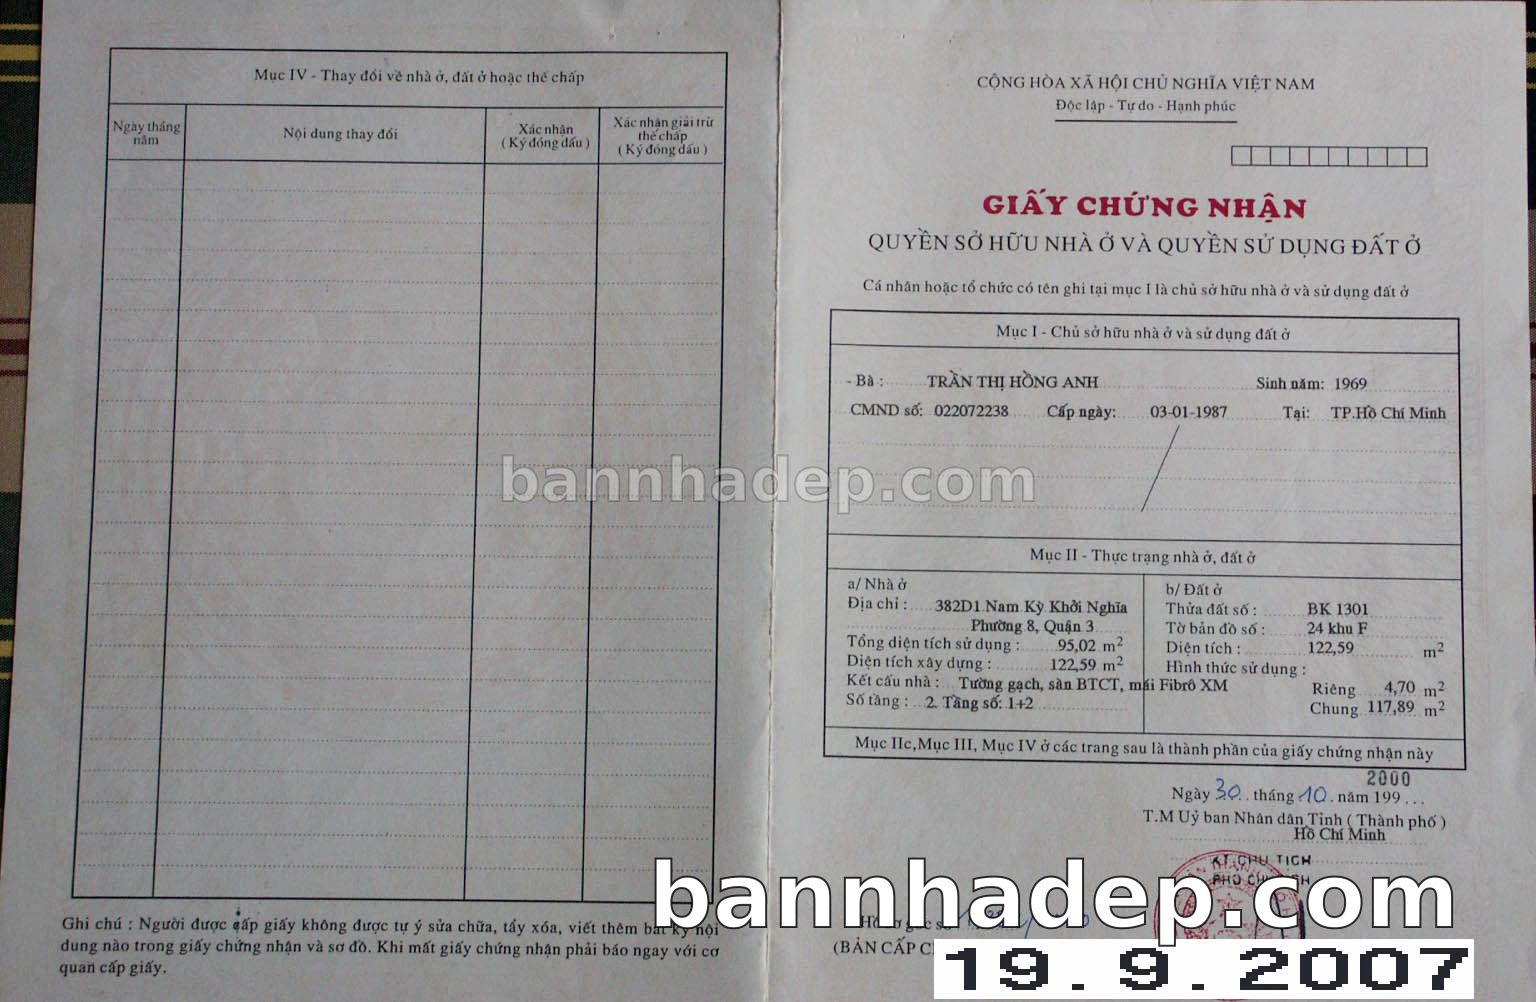 Mục IV - Thay đổi về nhà ở, đất ở hoặc thế chấp
Ngày tháng năm
Nội dung thay đổi
Xác nhận
( Ký đóng dấu )
Xác nhận giải trừ
thế chấp
( Ký đóng dấu )
Ghi chú : Người được cấp giấy không được tự ý sửa chữa, tẩy xóa, viết thêm bất kỳ nội
dung nào trong giấy chứng nhận và sơ đồ. Khi mất giấy chứng nhận phải báo ngay với cơ
quan cấp giấy.
CỘNG HÒA XÃ HỘI CHỦ NGHĨA VIỆT NAM
Độc lập - Tự do - Hạnh phúc
GIẤY CHỨNG NHẬN
QUYỀN SỞ HỮU NHÀ Ở VÀ QUYỀN SỬ DỤNG ĐẤT Ở
Cá nhân hoặc tổ chức có tên ghi tại mục I là chủ sở hữu nhà ở và sử dụng đất ở
Mục I - Chủ sở hữu nhà ở và sử dụng đất ở
- Bà : TRẦN THỊ HỒNG ANH Sinh năm: 1969
CMND số: 022072238 Cấp ngày: 03-01-1987 Tại: TP.Hồ Chí Minh
Mục II - Thực trạng nhà ở, đất ở
a/ Nhà ở
Địa chỉ : 382D1 Nam Kỳ Khởi Nghĩa
Phường 8, Quận 3
Tổng diện tích sử dụng : 95,02 m2
Diện tích xây dựng : 122,59 m2
Kết cấu nhà : Tường gạch, sàn BTCT, mái Fibrô XM
Số tầng : 2. Tầng số: 1+2
b/ Đất ở
Thửa đất số : BK 1301
Tờ bản đồ số : 24 khu F
Diện tích : 122,59 m2
Hình thức sử dụng :
Riêng 4,70 m2
Chung 117,89 m2
Mục IIc,Mục III, Mục IV ở các trang sau là thành phần của giấy chứng nhận này
2000
Ngày 30 tháng 10 . năm 199 . . .
T.M Uỷ ban Nhân dân Tỉnh ( Thành phố )
Hồ Chí Minh
KT.CHỦ TỊCH
PHÓ CHỦ TỊCH
Hồ sơ gốc số
(BẢN CẤP
bannhadep.com
bannhadep.com
bannhadep.com
19.9.2007